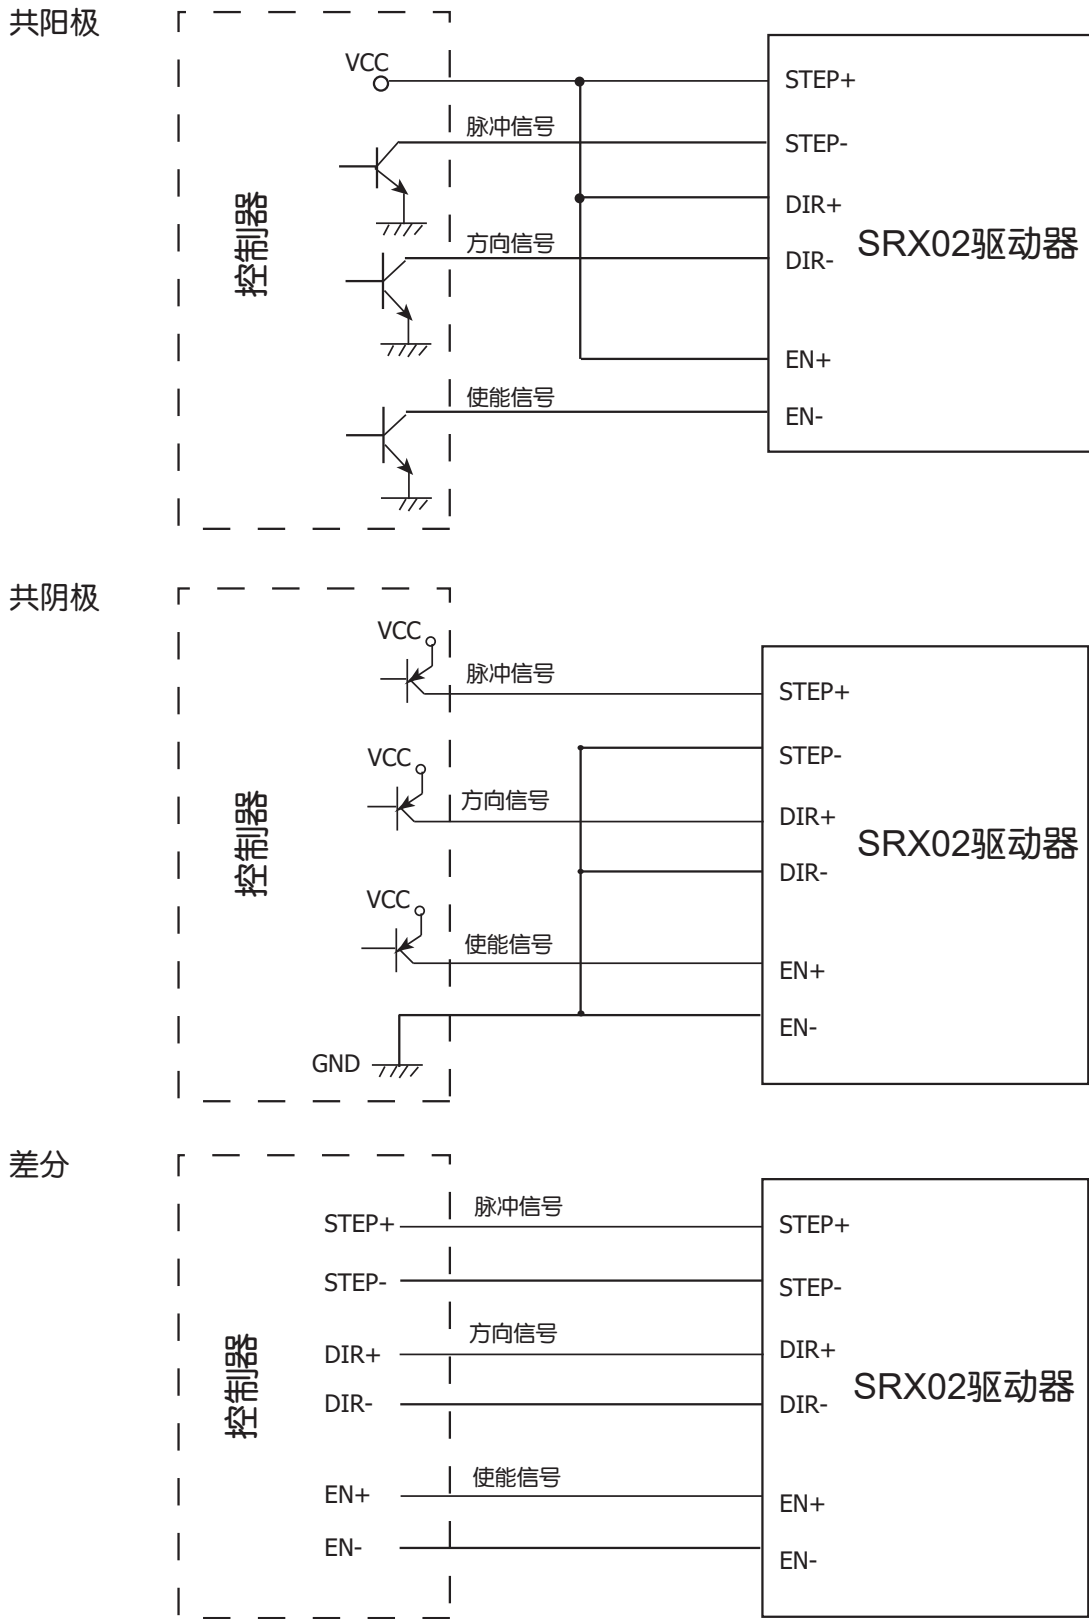 共阳极
VCC
STEP+
脉冲信号
STEP-
DIR+
方向信号
DIR-
控制器
SRX02驱动器
EN+
使能信号
EN-
共阴极
VCC
脉冲信号
STEP+
VCC
STEP-
方向信号
DIR+
控制器
SRX02驱动器
DIR-
VCC
使能信号
EN+
EN-
GND
差分
STEP+
脉冲信号
STEP+
STEP-
STEP-
方向信号
DIR+
DIR+
控制器
SRX02驱动器
DIR-
DIR-
使能信号
EN+
EN+
EN-
EN-